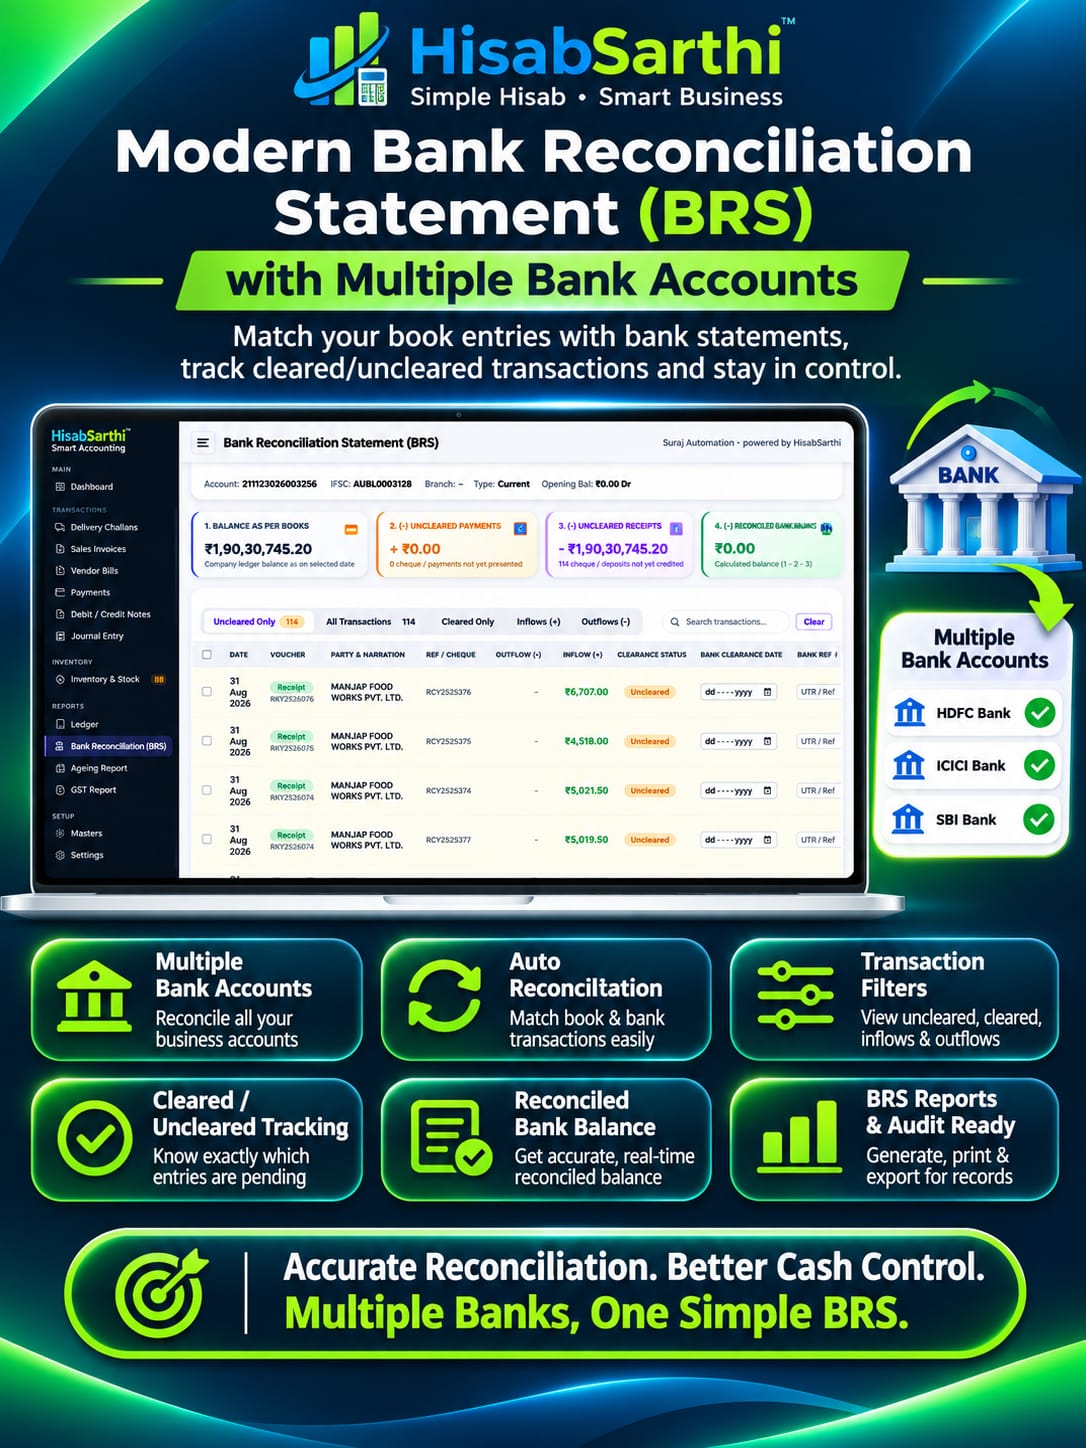 HisabSarthi™
Simple Hisab • Smart Business
Modern Bank Reconciliation
Statement (BRS)
with Multiple Bank Accounts
Match your book entries with bank statements,
track cleared/uncleared transactions and stay in control.
HisabSarthi™
Smart Accounting
MAIN
Dashboard
TRANSACTIONS
Delivery Challans
Sales Invoices
Vendor Bills
Payments
Debit / Credit Notes
Journal Entry
INVENTORY
Inventory & Stock
REPORTS
Ledger
Bank Reconciliation (BRS)
Ageing Report
GST Report
SETUP
Masters
Settings
Bank Reconciliation Statement (BRS)
Suraj Automation • powered by HisabSarthi
Account: 211123026003256 IFSC: AUBL0003128 Branch: – Type: Current Opening Bal: ₹0.00 Dr
1. BALANCE AS PER BOOKS
₹1,90,30,745.20
Company ledger balance as on selected date
2. (-) UNCLEARED PAYMENTS
+ ₹0.00
0 cheque / payments not yet presented
3. (-) UNCLEARED RECEIPTS
- ₹1,90,30,745.20
114 cheque / deposits not yet credited
4. (-) RECONCILED
₹0.00
Calculated balance (1 - 2 - 3)
Uncleared Only 114 All Transactions 114 Cleared Only Inflows (+) Outflows (-) Search transactions... Clear
DATE VOUCHER PARTY & NARRATION REF / CHEQUE OUTFLOW (-) INFLOW (+) CLEARANCE STATUS BANK CLEARANCE DATE BANK REF
31 Aug 2026 Receipt RKY2526076 MANJAP FOOD WORKS PVT. LTD. RCY2S25376 - ₹6,707.00 Uncleared dd----yyyy UTR / Ref
31 Aug 2026 Receipt RKY2526075 MANJAP FOOD WORKS PVT. LTD. RCY2S25375 - ₹4,518.00 Uncleared dd----yyyy UTR / Ref
31 Aug 2026 Receipt RKY2S26074 MANJAP FOOD WORKS PVT. LTD. RCY2S25374 - ₹5,021.50 Uncleared dd----yyyy UTR / Ref
31 Aug 2026 Receipt RKY2S26074 MANJAP FOOD WORKS PVT. LTD. RCY2S25377 - ₹5,019.50 Uncleared dd----yyyy UTR / Ref
BANK
Multiple
Bank Accounts
HDFC Bank
ICICI Bank
SBI Bank
Multiple
Bank Accounts
Reconcile all your
business accounts
Auto
Reconciltation
Match book & bank
transactions easily
Transaction
Filters
View uncleared, cleared,
inflows & outflows
Cleared /
Uncleared Tracking
Know exactly which
entries are pending
Reconciled
Bank Balance
Get accurate, real-time
reconciled balance
BRS Reports
& Audit Ready
Generate, print &
export for records
Accurate Reconciliation. Better Cash Control.
Multiple Banks, One Simple BRS.